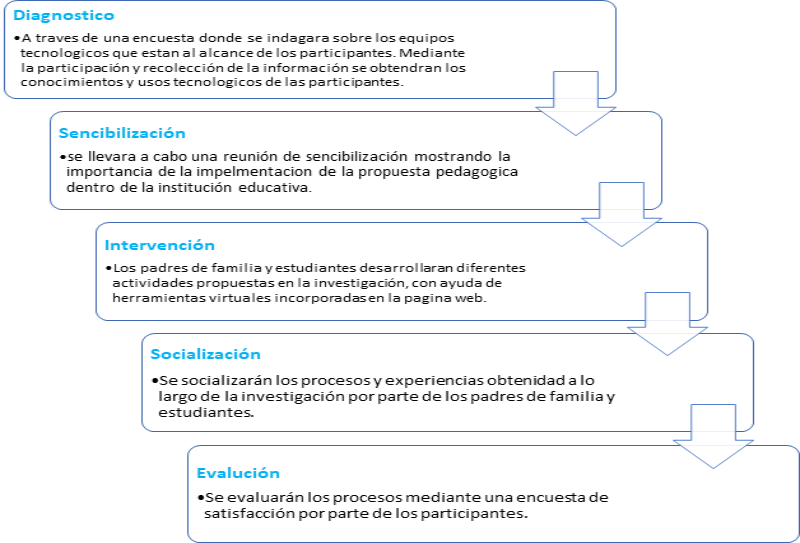 Diagnostico
•A traves de una encuesta donde se indagara sobre los equipos
tecnologicos que estan al alcance de los participantes. Mediante
la participación y recolección de la información se obtendran los
conocimientos y usos tecnologicos de las participantes.
Sencibilización
•se llevara a cabo una reunión de sencibilización mostrando la
importancia de la impelmentacion de la propuesta pedagogica
dentro de la institución educativa.
Intervención
•Los padres de familia y estudiantes desarrollaran diferentes
actividades propuestas en la investigación, con ayuda de
herramientas virtuales incorporadas en la pagina web.
Socialización
•Se socializarán los procesos y experiencias obtenidad a lo
largo de la investigación por parte de los padres de familia y
estudiantes.
Evalución
•Se evaluarán los procesos mediante una encuesta de
satisfacción por parte de los participantes.